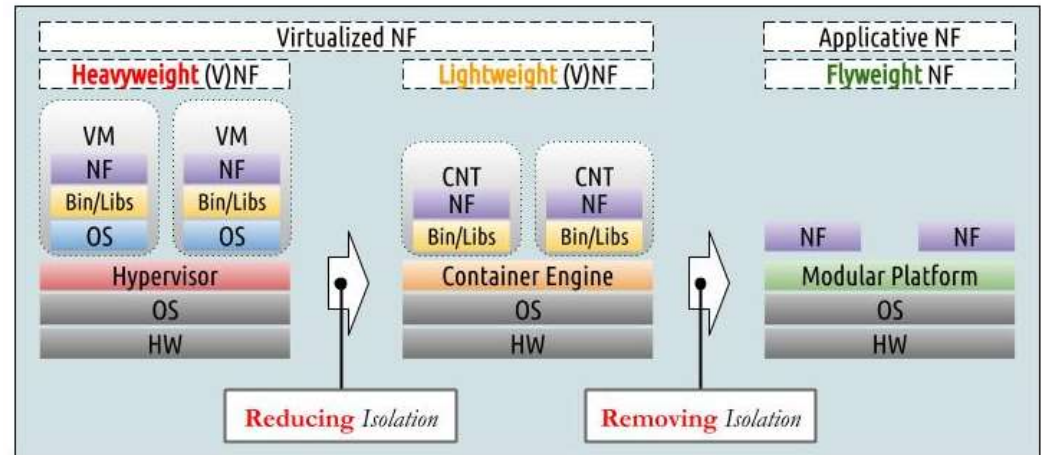 Virtualized NF
Applicative NF
Heavyweight (V)NF
Lightweight (V)NF
Flyweight NF
VM
NF
Bin/Libs
OS
VM
NF
Bin/Libs
OS
Hypervisor
OS
HW
CNT
NF
Bin/Libs
CNT
NF
Bin/Libs
Container Engine
OS
HW
NF
NF
Modular Platform
OS
HW
Reducing Isolation
Removing Isolation